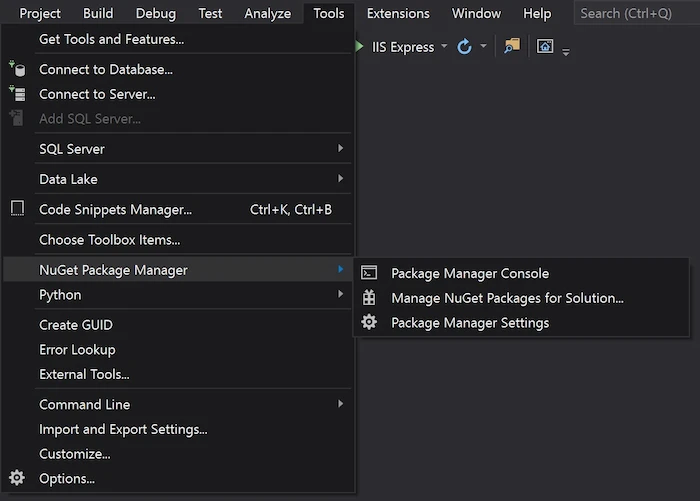 Project Build Debug Test Analyze Tools Extensions Window Help Search (Ctrl+Q)
Get Tools and Features...
IIS Express
Connect to Database...
Connect to Server...
Add SQL Server...
SQL Server
Data Lake
Code Snippets Manager... Ctrl+K, Ctrl+B
Choose Toolbox Items...
NuGet Package Manager
Package Manager Console
Manage NuGet Packages for Solution...
Package Manager Settings
Python
Create GUID
Error Lookup
External Tools...
Command Line
Import and Export Settings...
Customize...
Options...